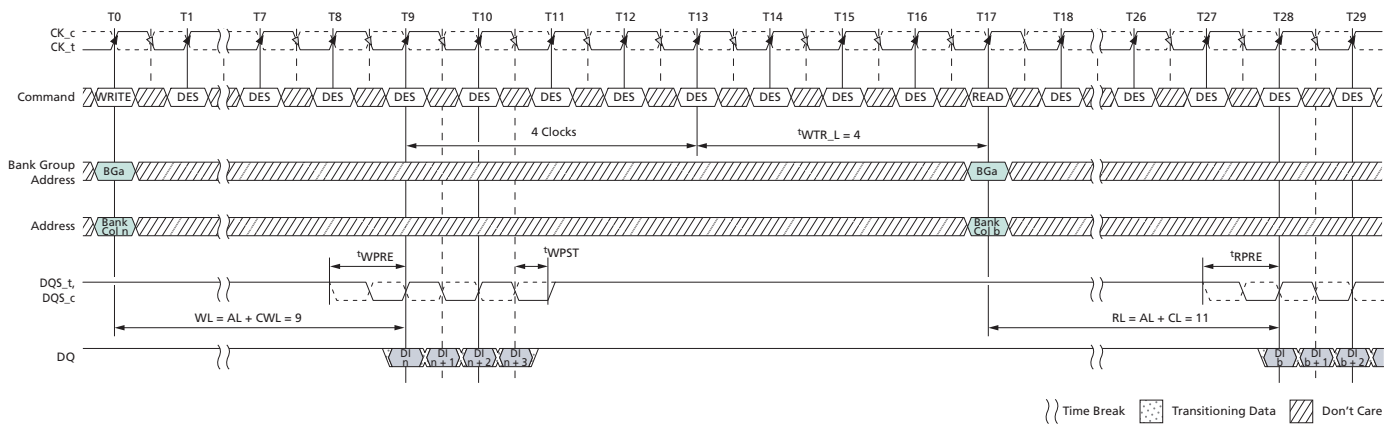 T0 T1 T7 T8 T9 T10 T11 T12 T13 T14 T15 T16 T17 T18 T26 T27 T28 T29
CK_c
CK_t
Command WRITE DES DES DES DES DES DES DES DES DES DES DES READ DES DES DES DES DES
4 Clocks tWTR_L = 4
Bank Group
Address BGa BGa
Address Bank
Col n Bank
Col b
tWPRE tWPST tRPRE
DQS_t,
DQS_c
WL = AL + CWL = 9 RL = AL + CL = 11
DQ DI
n DI
n + 1 DI
n + 2 DI
n + 3 DI
b DI
b + 1 DI
b + 2
Time Break Transitioning Data Don't Care